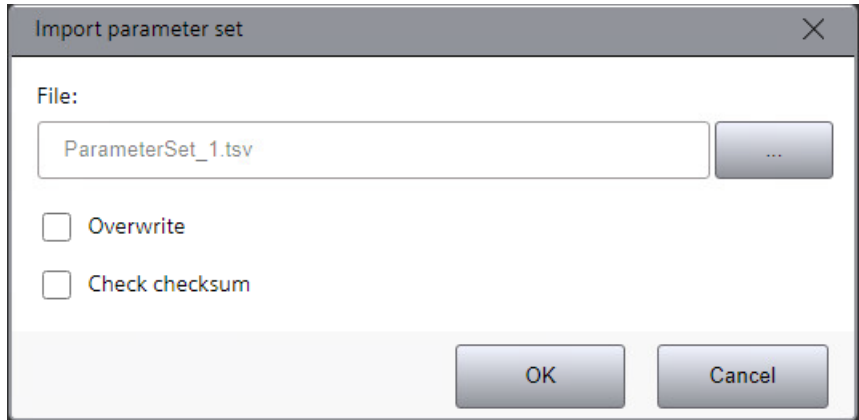 Import parameter set
File:
ParameterSet_1.tsv
...
Overwrite
Check checksum
OK
Cancel